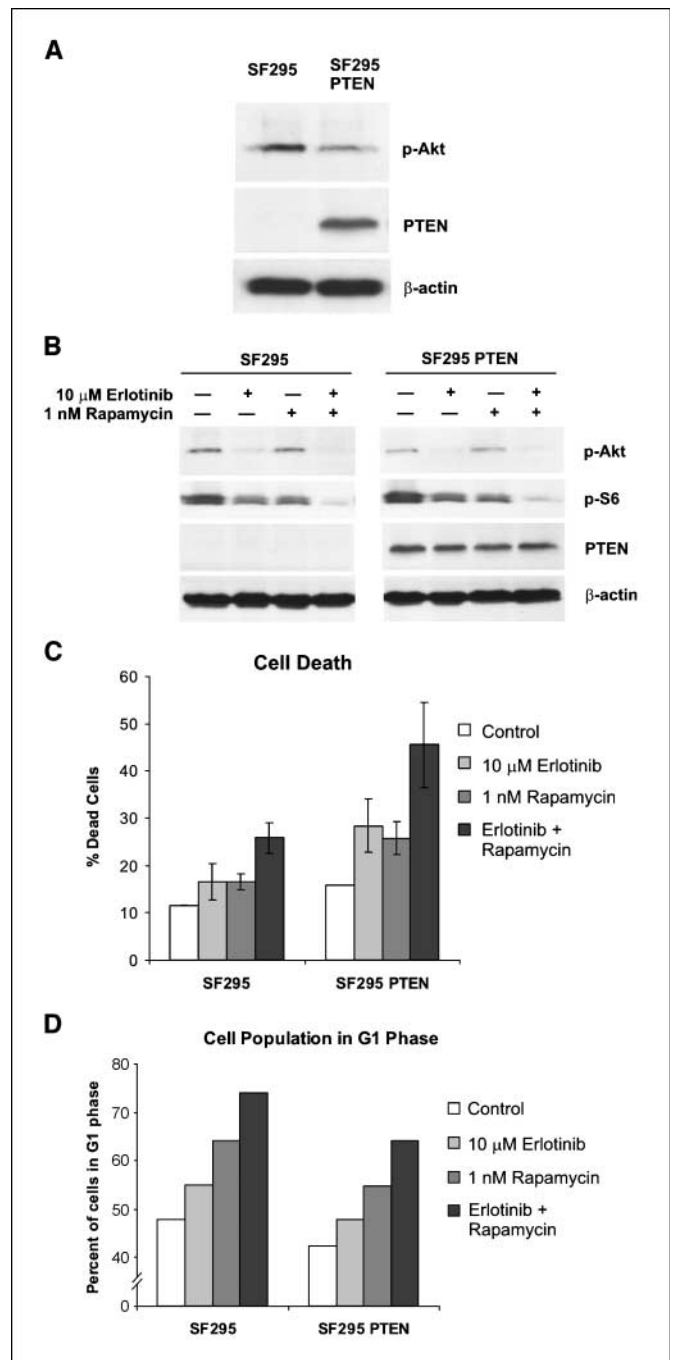 A
SF295
SF295
PTEN
p-Akt
PTEN
β-actin
B
SF295
SF295 PTEN
10 μM Erlotinib — + — + — + — +
1 nM Rapamycin — — + + — — + +
p-Akt
p-S6
PTEN
β-actin
C
Cell Death
60
50
40
30
20
10
0
% Dead Cells
Control
10 μM Erlotinib
1 nM Rapamycin
Erlotinib +
Rapamycin
SF295
SF295 PTEN
D
Cell Population in G1 Phase
80
70
60
50
40
0
Percent of cells in G1 phase
Control
10 μM Erlotinib
1 nM Rapamycin
Erlotinib +
Rapamycin
SF295
SF295 PTEN